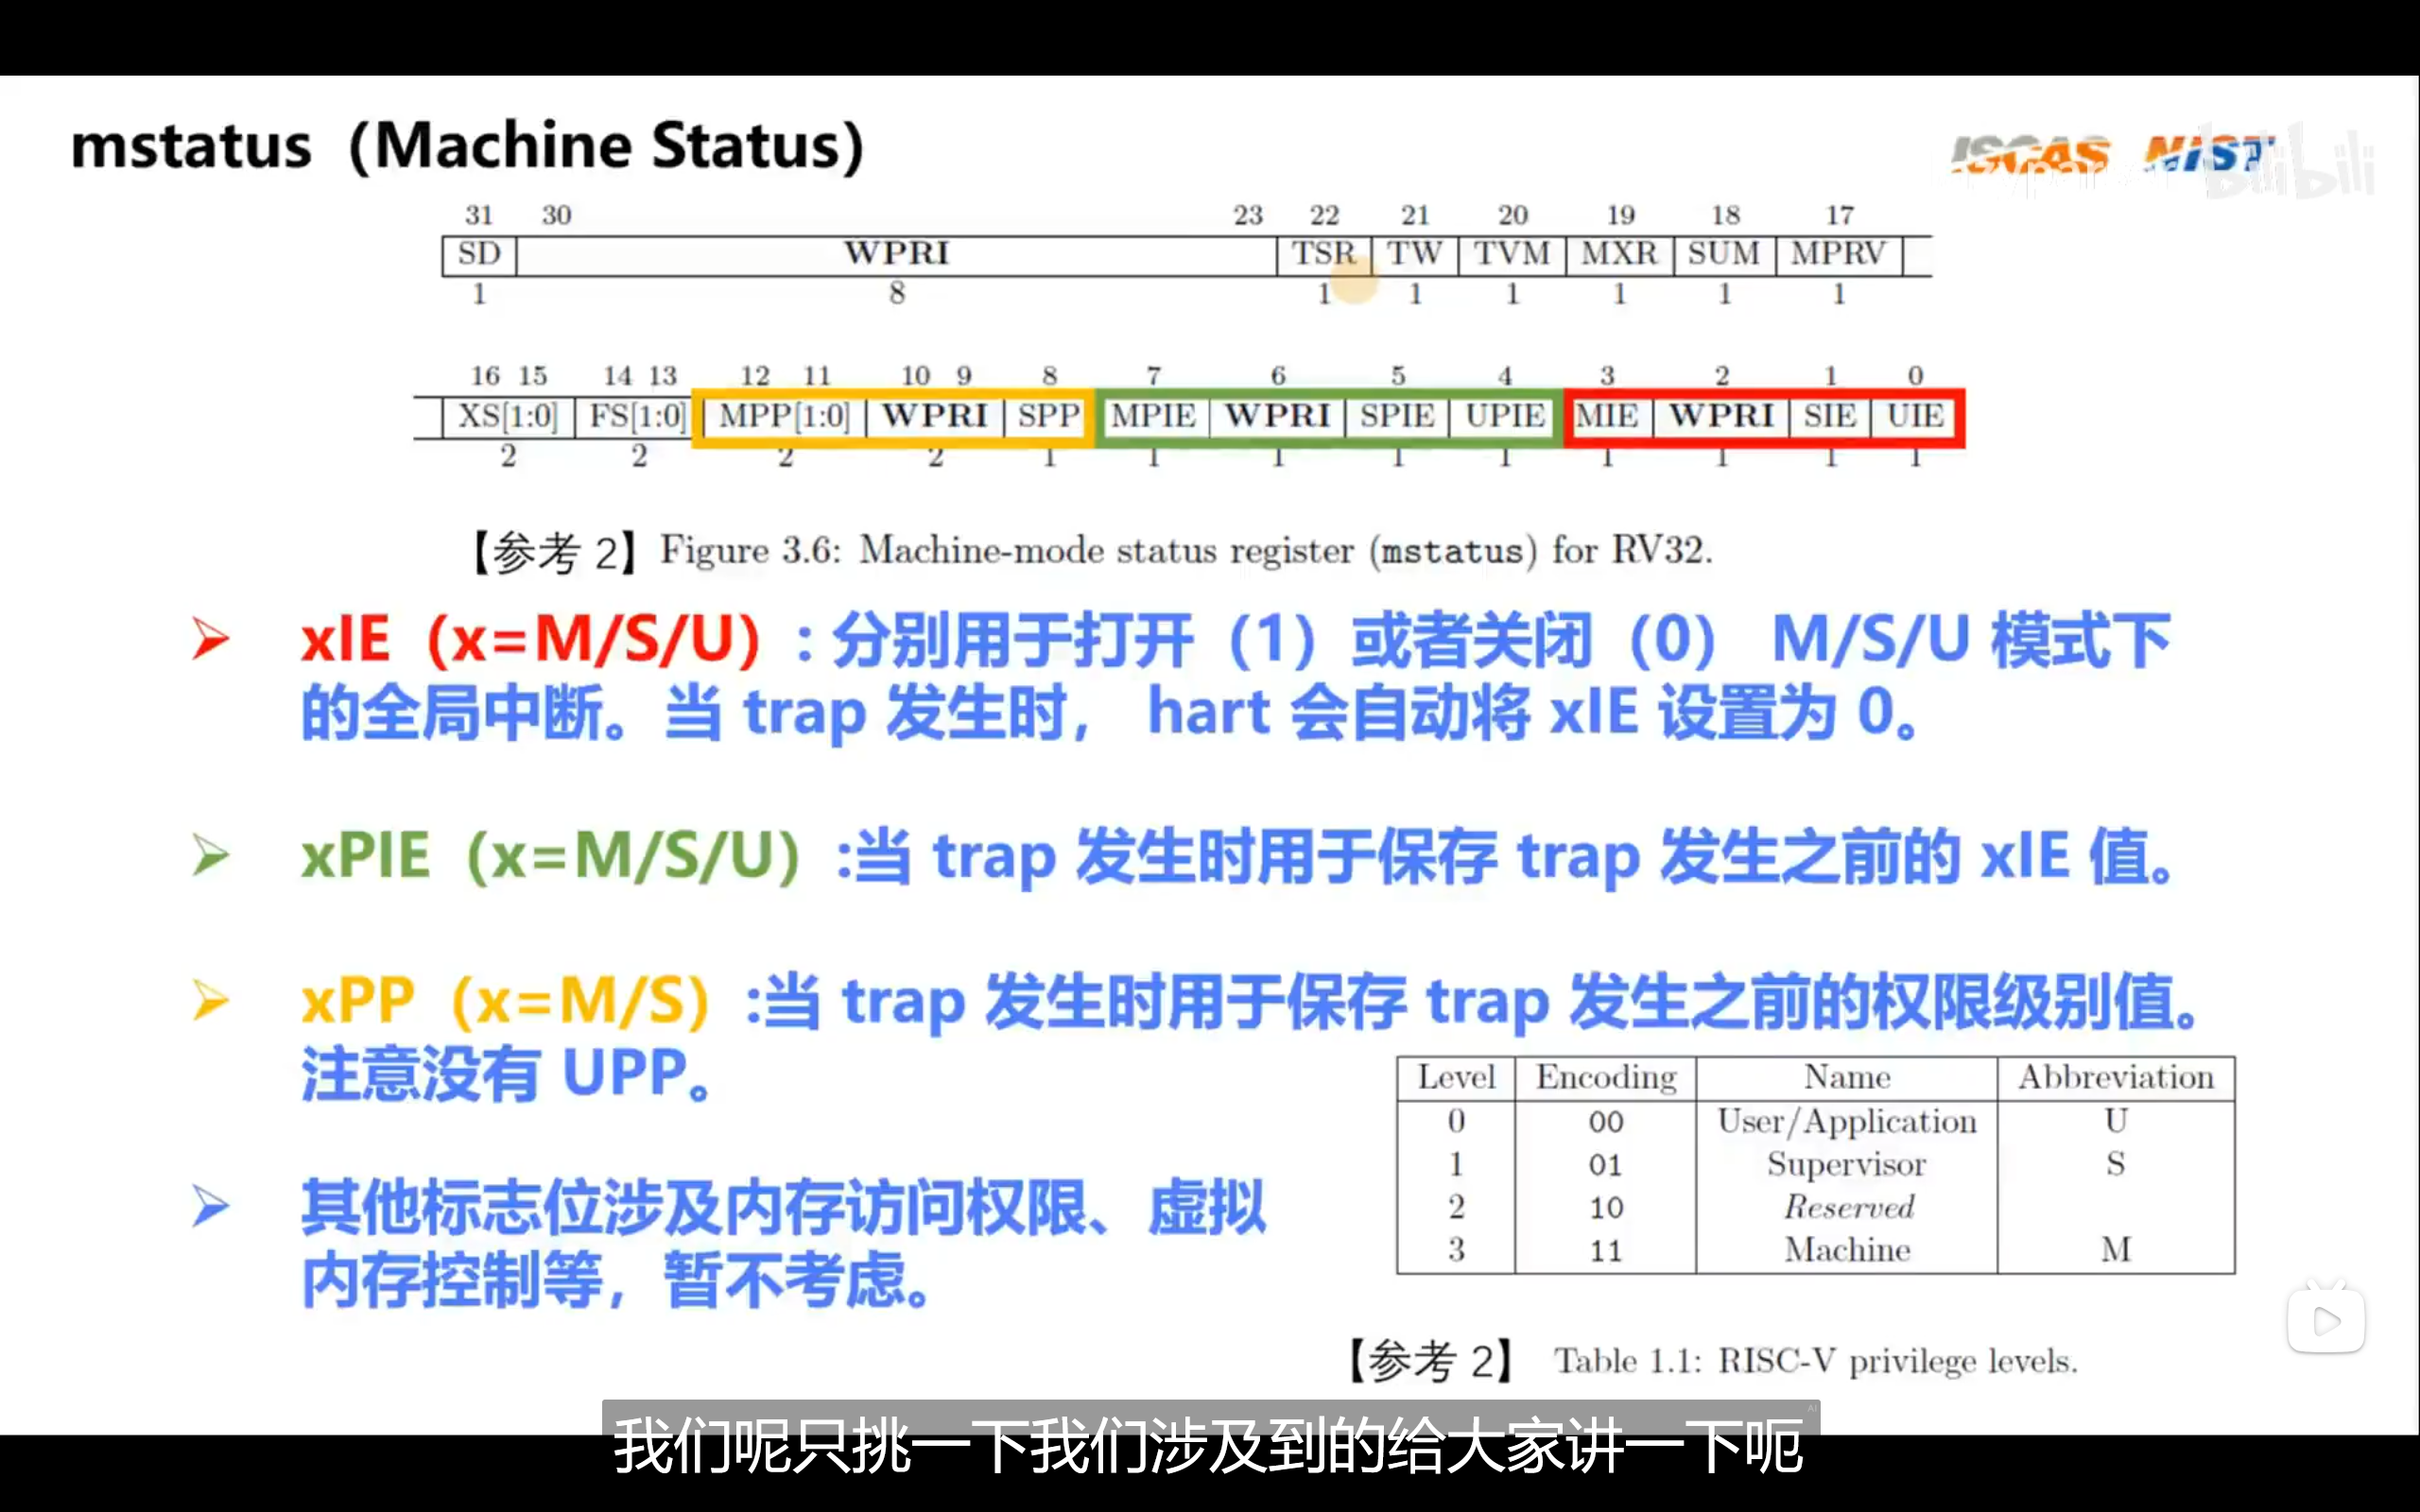 mstatus（Machine Status）
ISCAS NIST
bilibili
31 30 23 22 21 20 19 18 17
SD WPRI TSR TW TVM MXR SUM MPRV
1 8 1 1 1 1 1 1
16 15 14 13 12 11 10 9 8 7 6 5 4 3 2 1 0
XS[1:0] FS[1:0] MPP[1:0] WPRI SPP MPIE WPRI SPIE UPIE MIE WPRI SIE UIE
2 2 2 2 1 1 1 1 1 1 1 1 1
【参考 2】Figure 3.6: Machine-mode status register (mstatus) for RV32.
xIE（x=M/S/U）: 分别用于打开（1）或者关闭（0） M/S/U 模式下
的全局中断。当 trap 发生时， hart 会自动将 xIE 设置为 0。
xPIE（x=M/S/U）:当 trap 发生时用于保存 trap 发生之前的 xIE 值。
xPP（x=M/S）:当 trap 发生时用于保存 trap 发生之前的权限级别值。
注意没有 UPP。
其他标志位涉及内存访问权限、虚拟
内存控制等，暂不考虑。
Level Encoding Name Abbreviation
0 00 User/Application U
1 01 Supervisor S
2 10 Reserved
3 11 Machine M
【参考 2】 Table 1.1: RISC-V privilege levels.
AI
我们呢只挑一下我们涉及到的给大家讲一下呃